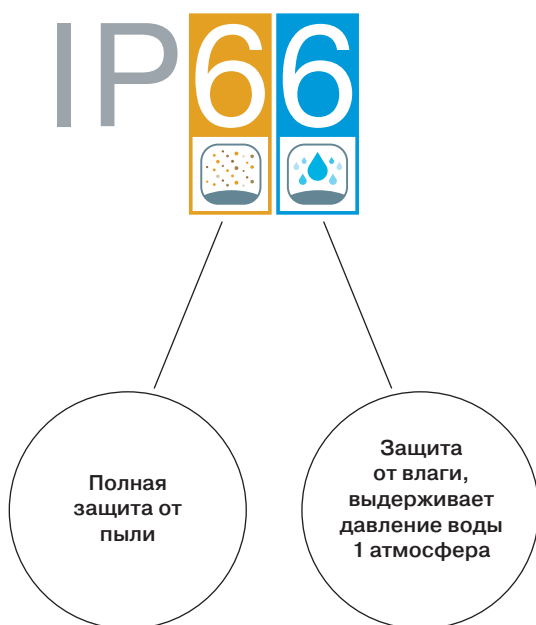 IP66
Полная
защита от
пыли
Защита
от влаги,
выдерживает
давление воды
1 атмосфера